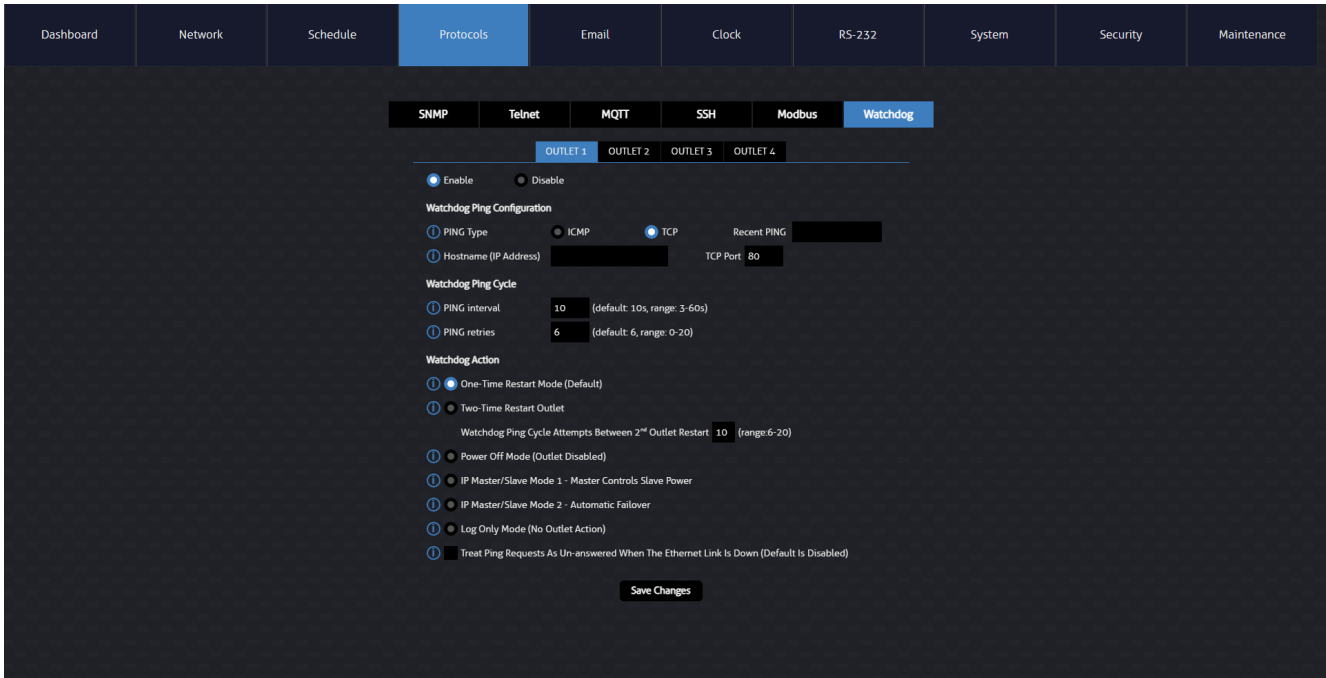 Dashboard Network Schedule Protocols Email Clock RS-232 System Security Maintenance
SNMP Telnet MQTT SSH Modbus Watchdog
OUTLET 1 OUTLET 2 OUTLET 3 OUTLET 4
Enable Disable
Watchdog Ping Configuration
PING Type ICMP TCP Recent PING
Hostname (IP Address) TCP Port 80
Watchdog Ping Cycle
PING interval 10 (default: 10s, range: 3-60s)
PING retries 6 (default: 6, range: 0-20)
Watchdog Action
One-Time Restart Mode (Default)
Two-Time Restart Outlet
Watchdog Ping Cycle Attempts Between 2nd Outlet Restart 10 (range:6-20)
Power Off Mode (Outlet Disabled)
IP Master/Slave Mode 1 - Master Controls Slave Power
IP Master/Slave Mode 2 - Automatic Failover
Log Only Mode (No Outlet Action)
Treat Ping Requests As Un-answered When The Ethernet Link Is Down (Default Is Disabled)
Save Changes